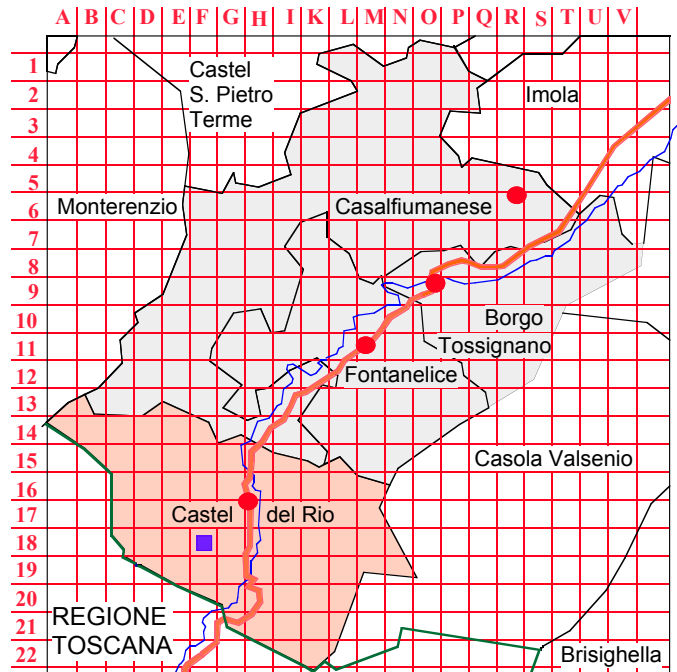 A B C D E F G H I K L M N O P Q R S T U V
1
2
3
4
5
6
7
8
9
10
11
12
13
14
15
16
17
18
19
20
21
22
Castel
S. Pietro
Terme
Imola
Monterenzio
Casalfiumanese
Borgo
Tossignano
Fontanelice
Casola Valsenio
Castel del Rio
REGIONE
TOSCANA
Brisighella